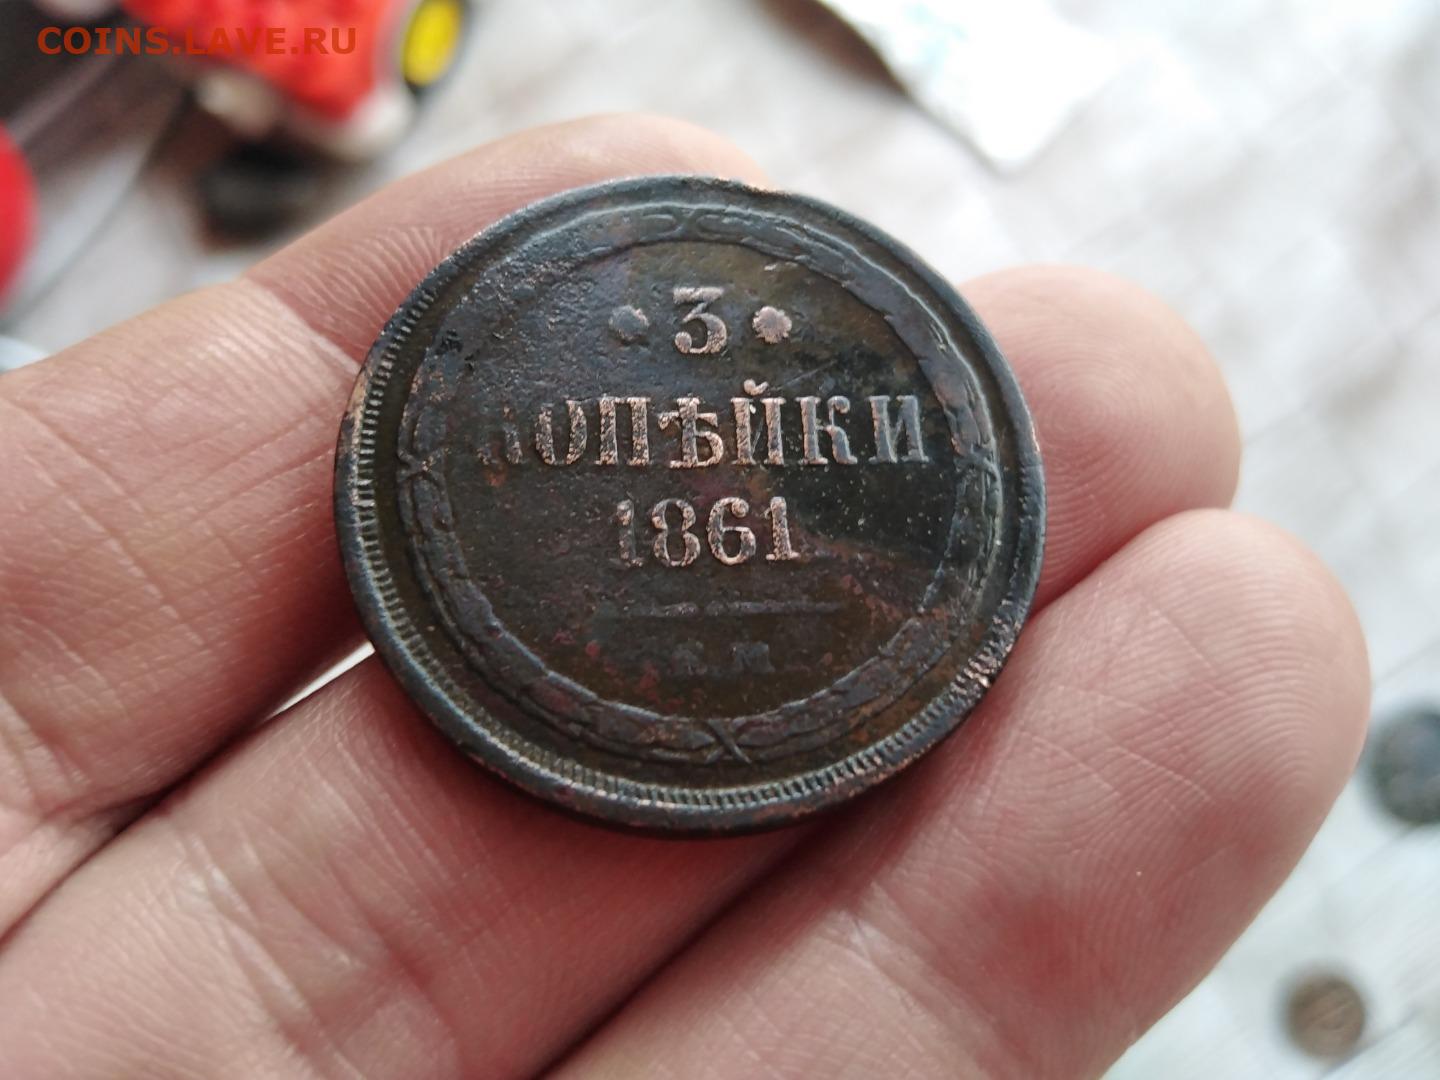 COINS.LAVE.RU
3
КОПѢЙКИ
1861
Е.М.